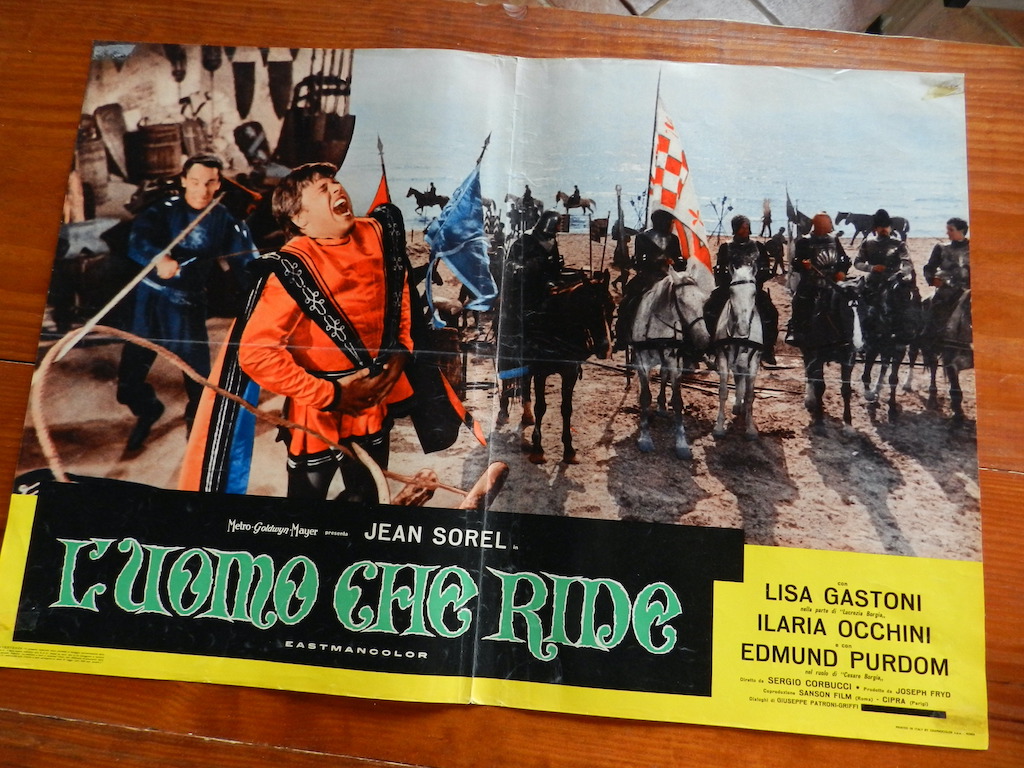 Metro-Goldwyn-Mayer presenta JEAN SOREL in
L'UOMO CHE RIDE
EASTMANCOLOR
con
LISA GASTONI
nella parte di "Lucrezia Borgia„
ILARIA OCCHINI
e con
EDMUND PURDOM
nel ruolo di "Cesare Borgia„
Diretto da SERGIO CORBUCCI • Prodotto da JOSEPH FRYD
Coproduzione SANSON FILM (Roma) - CIPRA (Parigi)
Dialoghi di GIUSEPPE PATRONI-GRIFFI